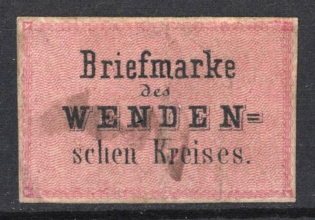 Briefmarke
des
WENDEN=
schen Kreises.